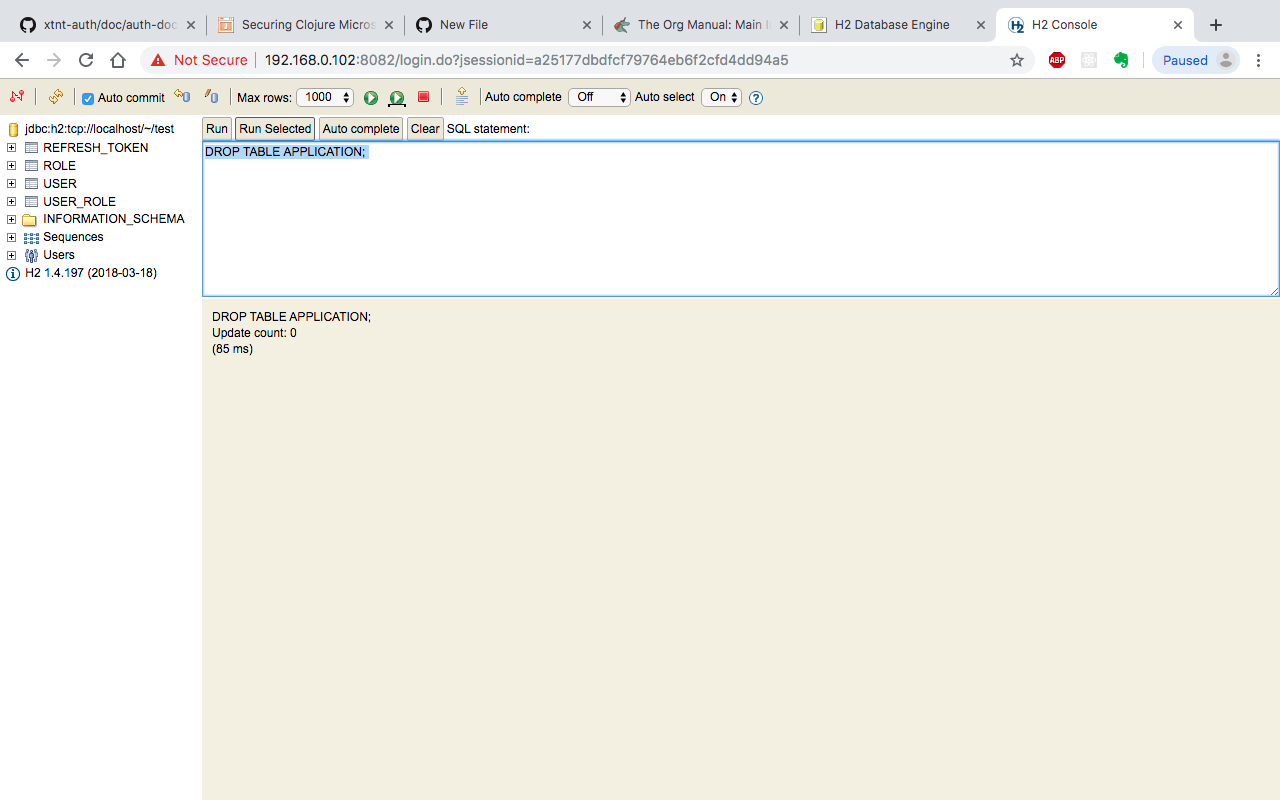 xtnt-auth/doc/auth-doc
Securing Clojure Micros
New File
The Org Manual: Main
H2 Database Engine
H2 Console
Not Secure
192.168.0.102:8082/login.do?jsessionid=a25177dbdfcf79764eb6f2cfd4dd94a5
ABP
Paused
Auto commit
Max rows:
1000
Auto complete
Off
Auto select
On
jdbc:h2:tcp://localhost/~/test
REFRESH_TOKEN
ROLE
USER
USER_ROLE
INFORMATION_SCHEMA
Sequences
Users
H2 1.4.197 (2018-03-18)
Run
Run Selected
Auto complete
Clear
SQL statement:
DROP TABLE APPLICATION;
DROP TABLE APPLICATION;
Update count: 0
(85 ms)